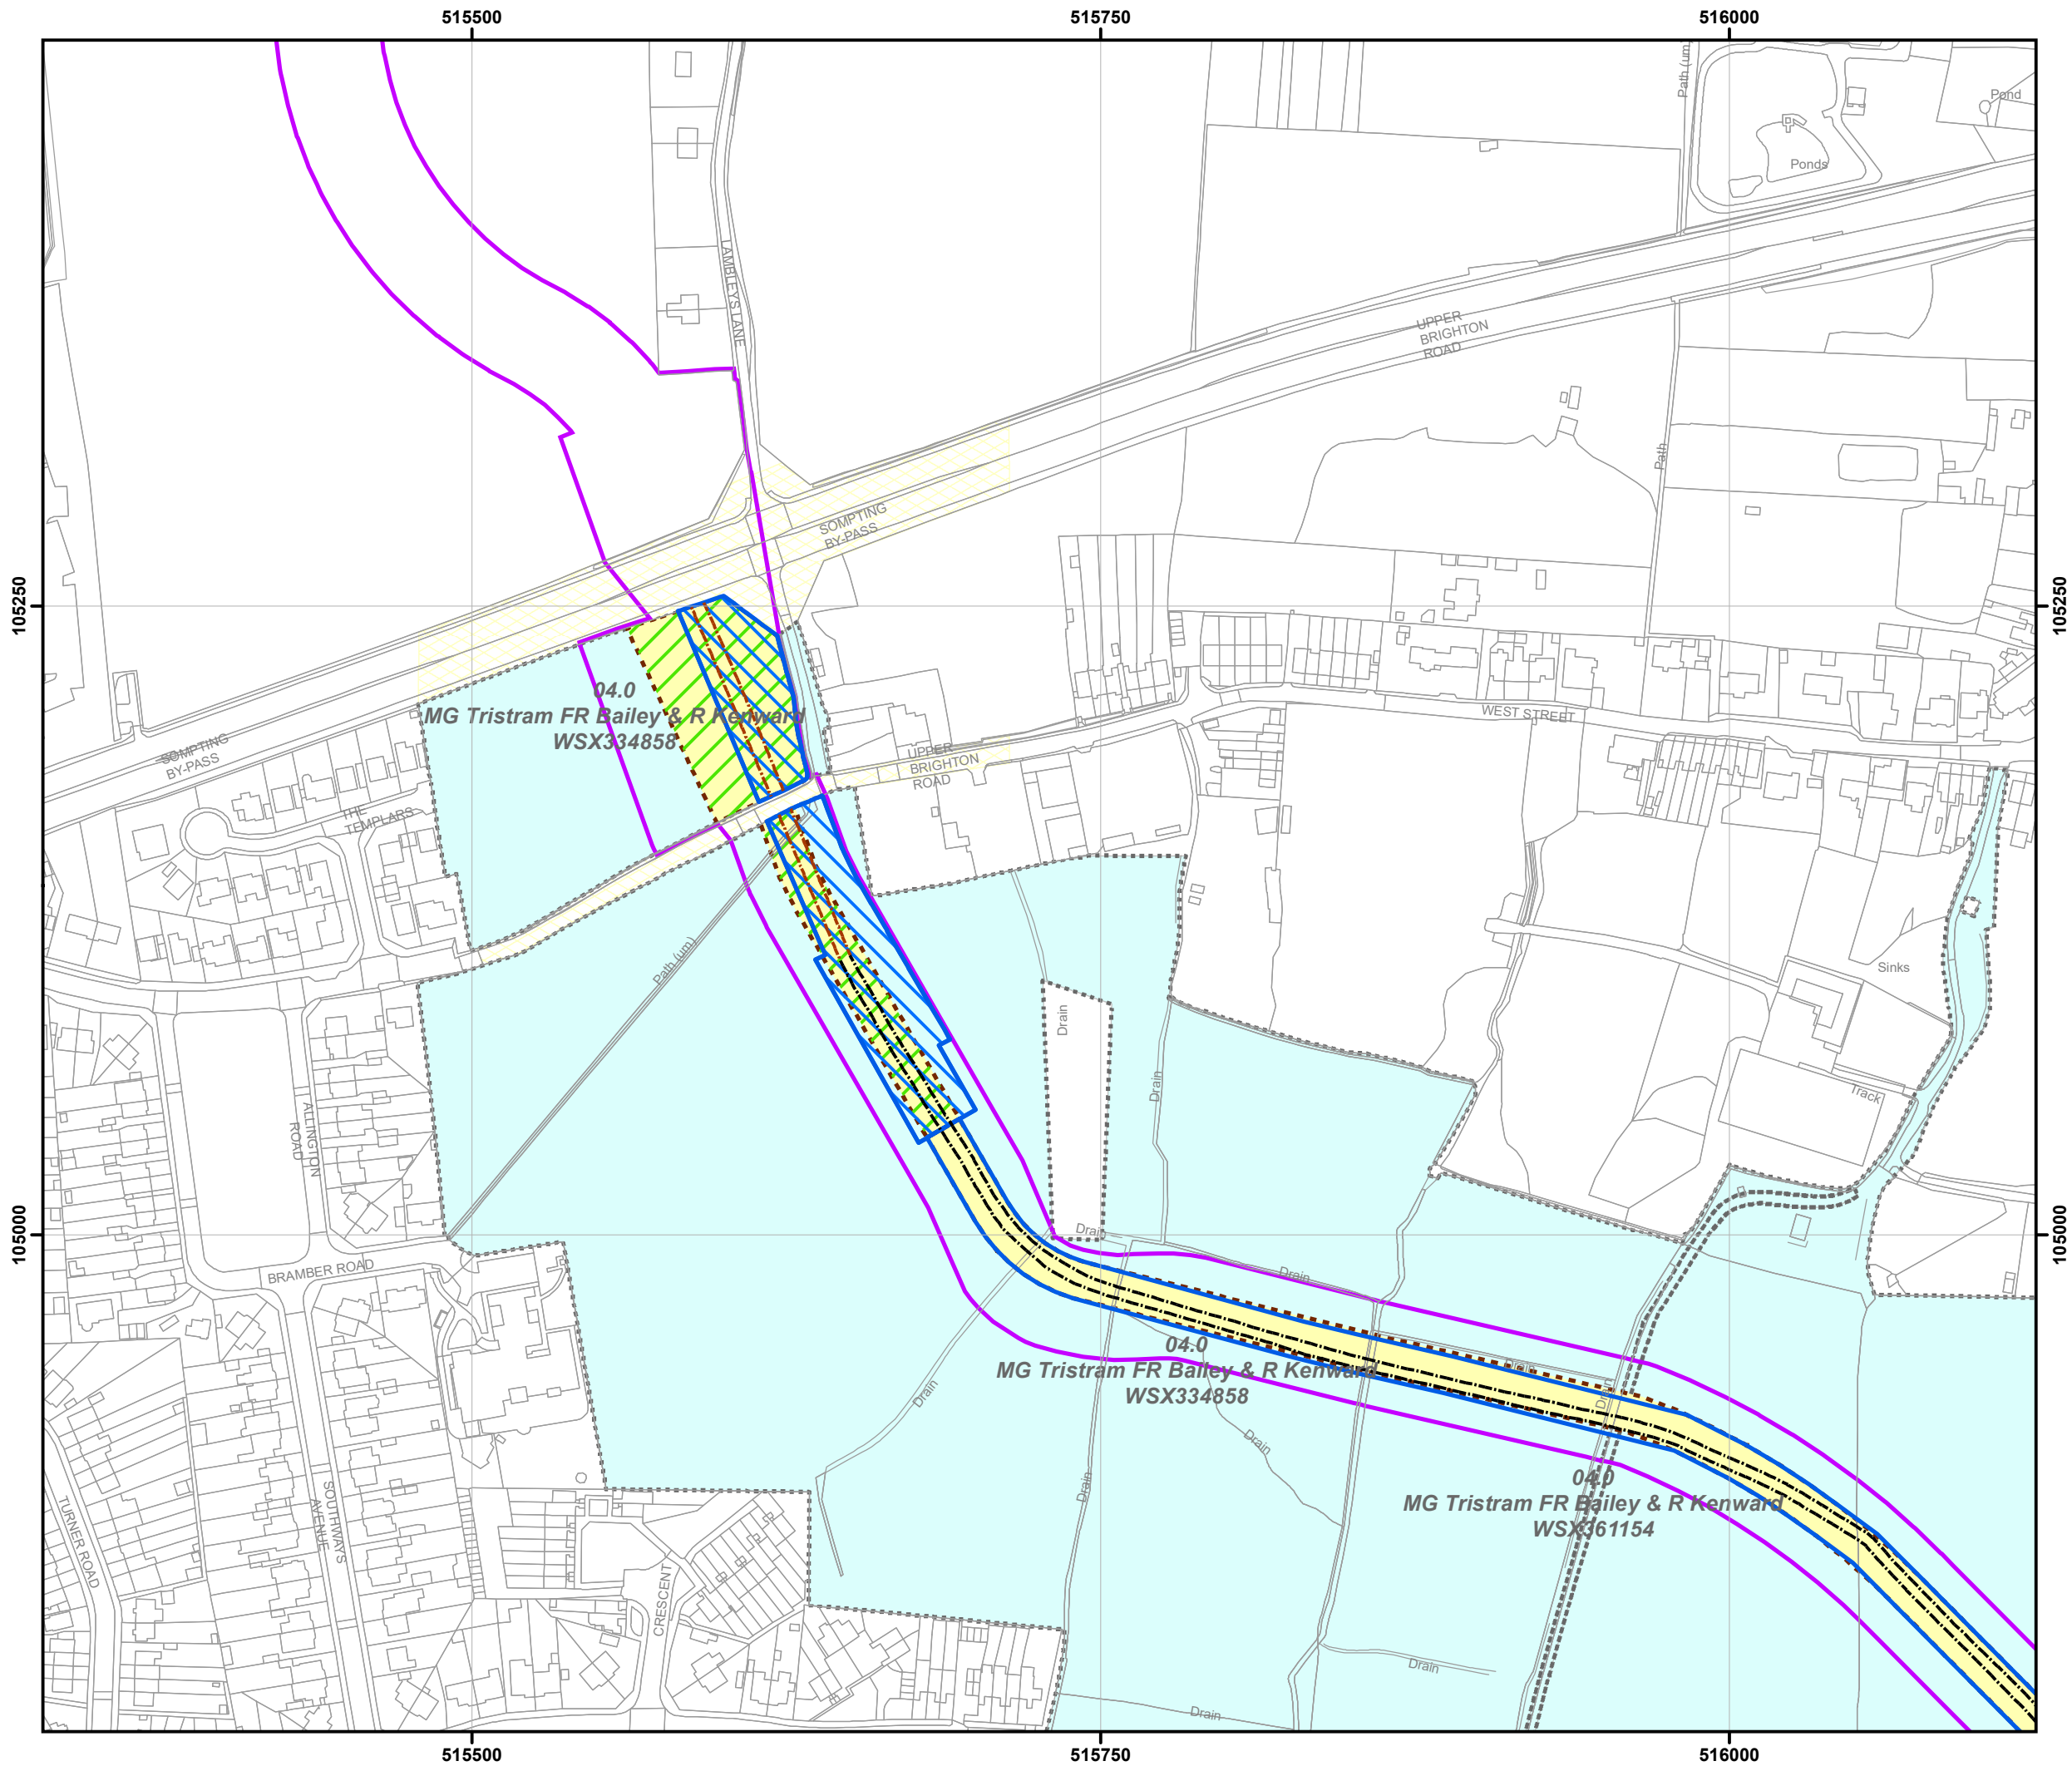 515500
515750
516000
Path (um)
Pond
Ponds
LAMBLEYS LANE
UPPER
BRIGHTON
ROAD
Path
SOMPTING
BY-PASS
105250
105250
04.0
MG Tristram FR Bailey & R Kenward
WSX334858
WEST STREET
SOMPTING
BY-PASS
UPPER
BRIGHTON
ROAD
THE
TEMPLARS
Path (um)
Sinks
Drain
Drain
Track
ALLINGTON
ROAD
105000
105000
Drain
BRAMBER ROAD
Drain
04.0
MG Tristram FR Bailey & R Kenward
WSX334858
Drain
Drain
Drain
Drain
Drain
04.0
MG Tristram FR Bailey & R Kenward
WSX361154
TURNER ROAD
SOUTHWAYS
AVENUE
CRESCENT
Drain
Drain
515500
515750
516000